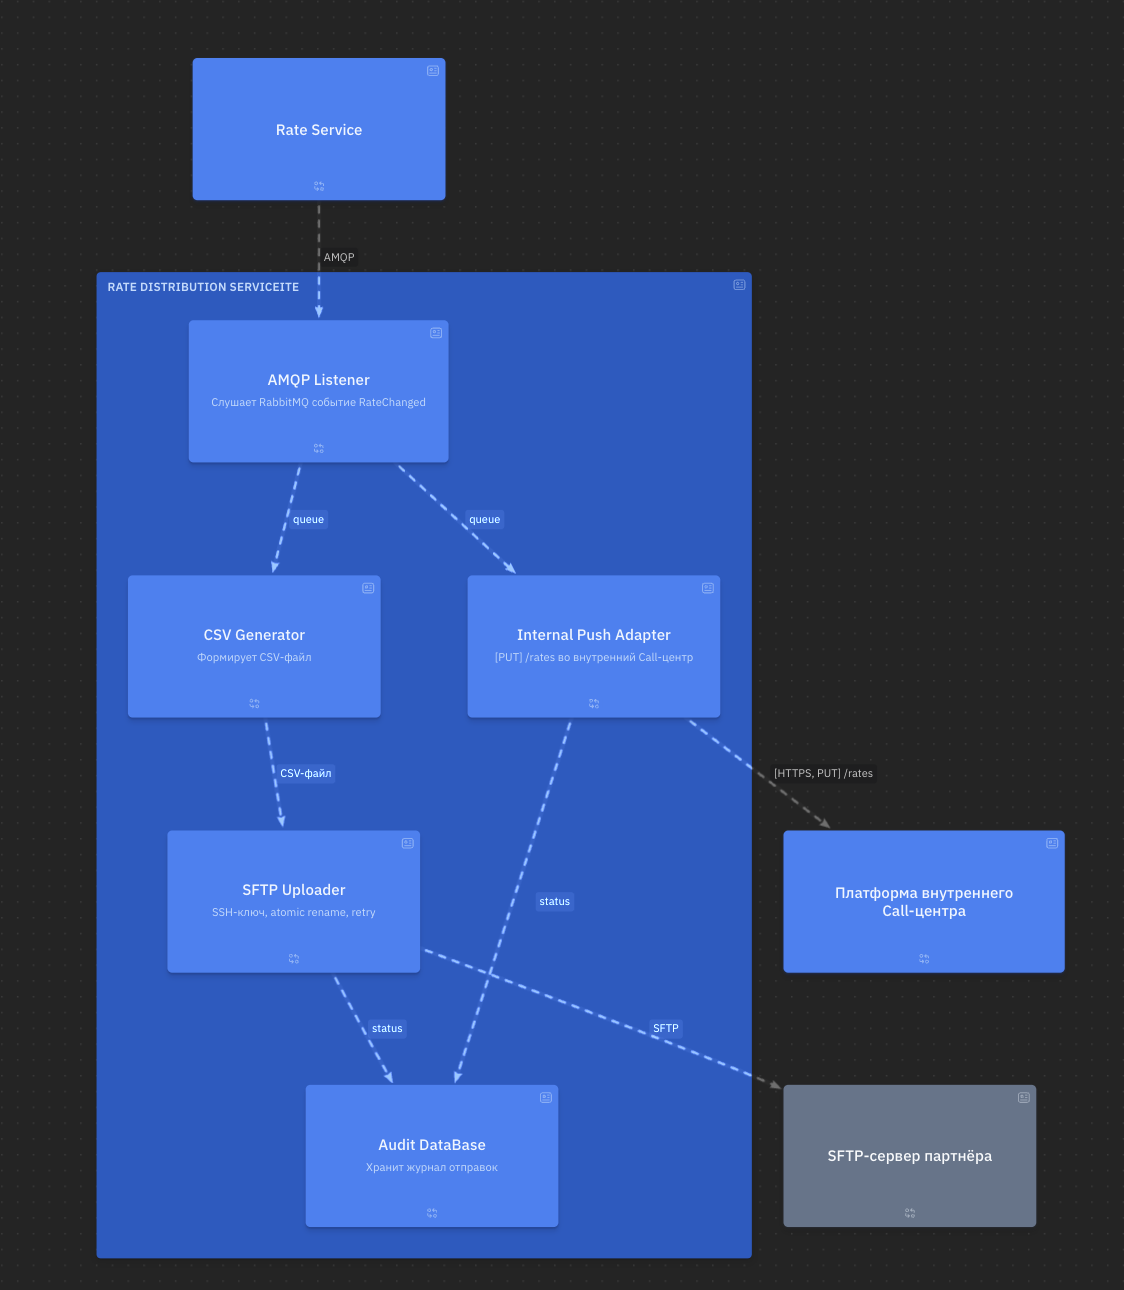 Rate Service
AMQP
RATE DISTRIBUTION SERVICEITE
AMQP Listener
Слушает RabbitMQ событие RateChanged
queue
queue
CSV Generator
Формирует CSV-файл
Internal Push Adapter
[PUT] /rates во внутренний Call-центр
CSV-файл
[HTTPS, PUT] /rates
SFTP Uploader
SSH-ключ, atomic rename, retry
status
Платформа внутреннего
Call-центра
status
SFTP
Audit DataBase
Хранит журнал отправок
SFTP-сервер партнёра